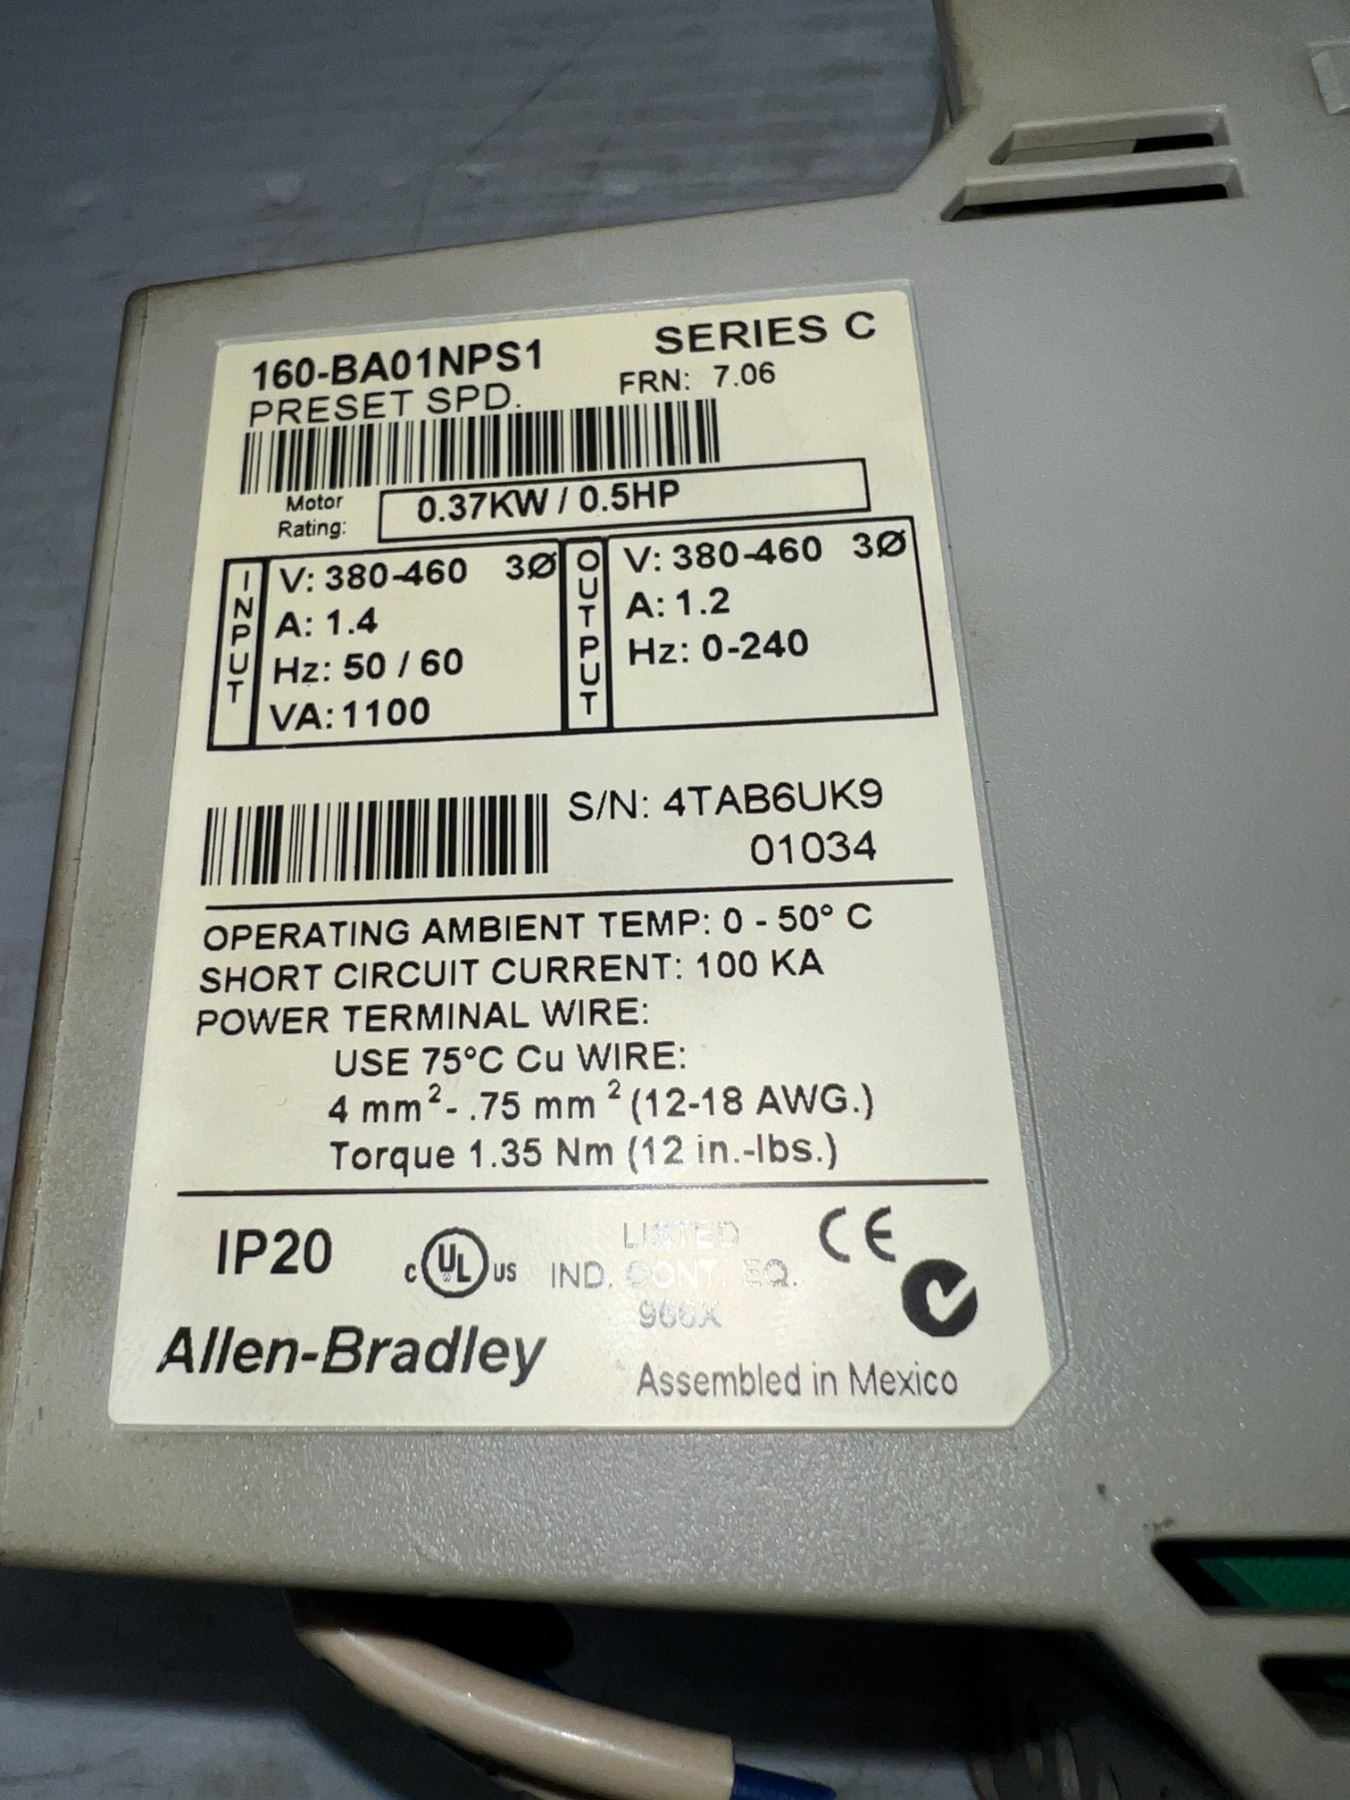 160-BA01NPS1 SERIES C
PRESET SPD. FRN: 7.06
Motor
Rating: 0.37KW / 0.5HP
INPUT
V: 380-460 3Ø
A: 1.4
Hz: 50 / 60
VA: 1100
OUTPUT
V: 380-460 3Ø
A: 1.2
Hz: 0-240
S/N: 4TAB6UK9
01034
OPERATING AMBIENT TEMP: 0 - 50° C
SHORT CIRCUIT CURRENT: 100 KA
POWER TERMINAL WIRE:
USE 75°C Cu WIRE:
4 mm²- .75 mm ² (12-18 AWG.)
Torque 1.35 Nm (12 in.-lbs.)
IP20
c UL US
LISTED
IND. CONT. EQ.
966X
CE
Allen-Bradley
Assembled in Mexico